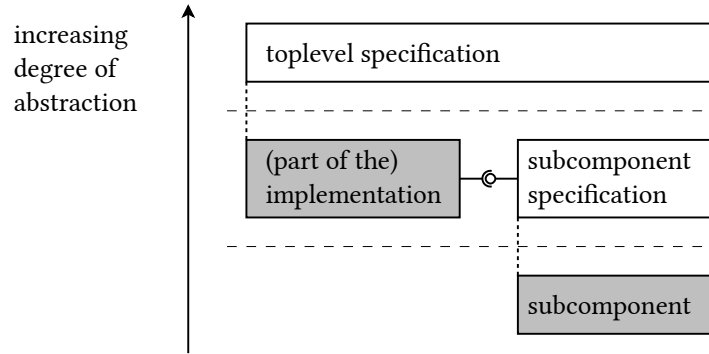 increasing
degree of
abstraction
toplevel specification
(part of the)
implementation
subcomponent
specification
subcomponent